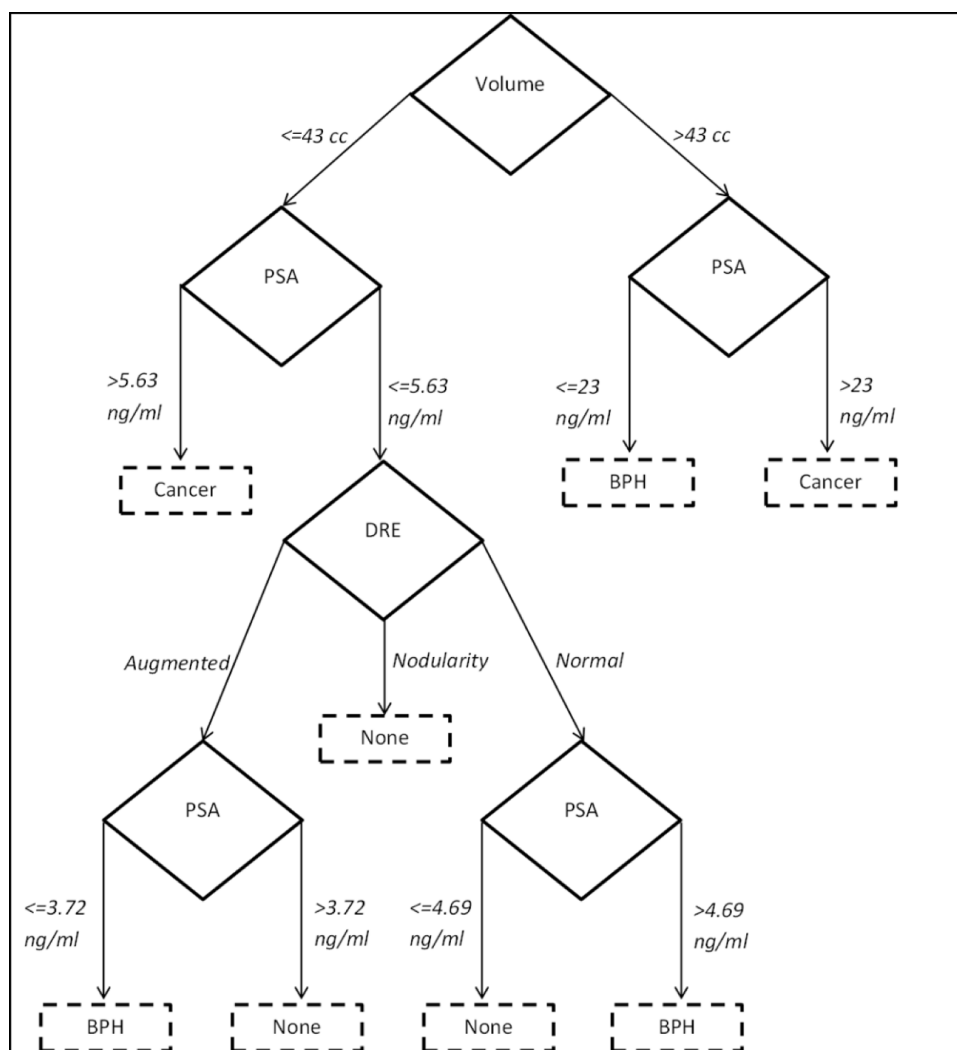 Volume
<=43 cc
>43 cc
PSA
PSA
>5.63
ng/ml
<=5.63
ng/ml
<=23
ng/ml
>23
ng/ml
Cancer
BPH
Cancer
DRE
Augmented
Nodularity
Normal
None
PSA
PSA
<=3.72
ng/ml
>3.72
ng/ml
<=4.69
ng/ml
>4.69
ng/ml
BPH
None
None
BPH